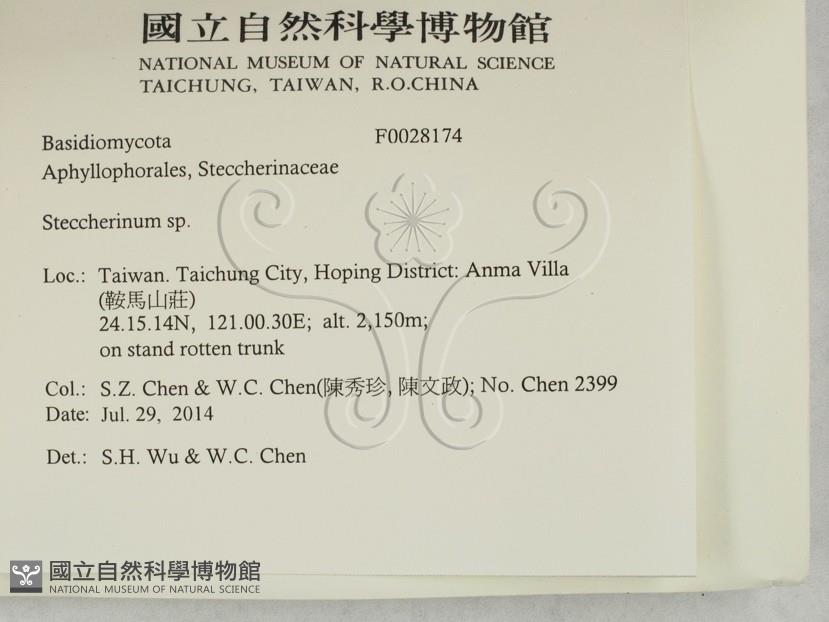 國立自然科學博物館
NATIONAL MUSEUM OF NATURAL SCIENCE
TAICHUNG, TAIWAN, R.O.CHINA
Basidiomycota F0028174
Aphyllophorales, Steccherinaceae
Steccherinum sp.
Loc.: Taiwan. Taichung City, Hoping District: Anma Villa
(鞍馬山莊)
24.15.14N, 121.00.30E; alt. 2,150m;
on stand rotten trunk
Col.: S.Z. Chen & W.C. Chen(陳秀珍, 陳文政); No. Chen 2399
Date: Jul. 29, 2014
Det.: S.H. Wu & W.C. Chen
國立自然科學博物館
NATIONAL MUSEUM OF NATURAL SCIENCE